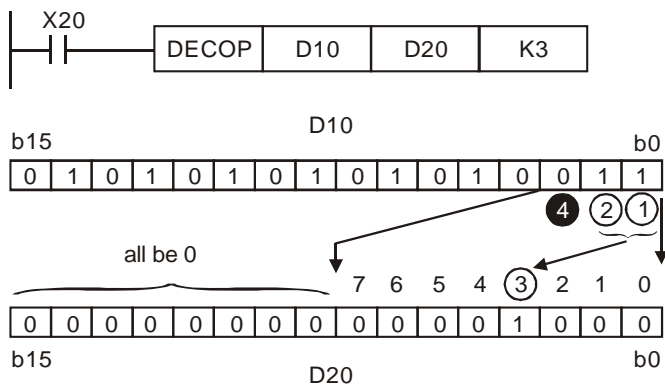 X20
DECOP D10 D20 K3
D10
b15 b0
0 1 0 1 0 1 0 1 0 1 0 1 0 0 1 1
4 2 1
all be 0
7 6 5 4 3 2 1 0
0 0 0 0 0 0 0 0 0 0 0 0 1 0 0 0
b15 b0
D20